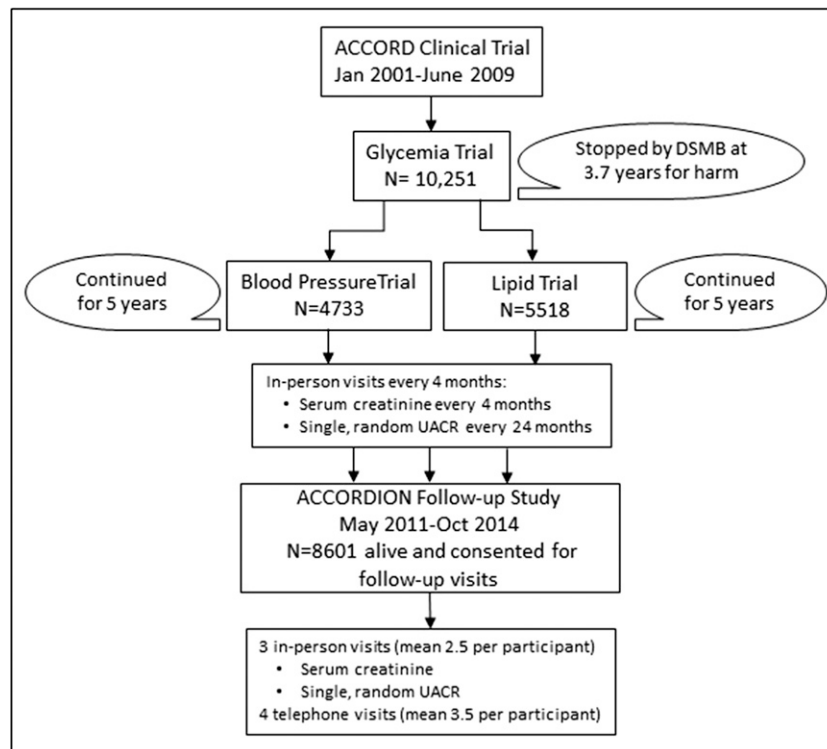 ACCORD Clinical Trial
Jan 2001-June 2009
Glycemia Trial
N= 10,251
Stopped by DSMB at
3.7 years for harm
Continued
for 5 years
Blood PressureTrial
N=4733
Lipid Trial
N=5518
Continued
for 5 years
In-person visits every 4 months:
• Serum creatinine every 4 months
• Single, random UACR every 24 months
ACCORDION Follow-up Study
May 2011-Oct 2014
N=8601 alive and consented for
follow-up visits
3 in-person visits (mean 2.5 per participant)
• Serum creatinine
• Single, random UACR
4 telephone visits (mean 3.5 per participant)